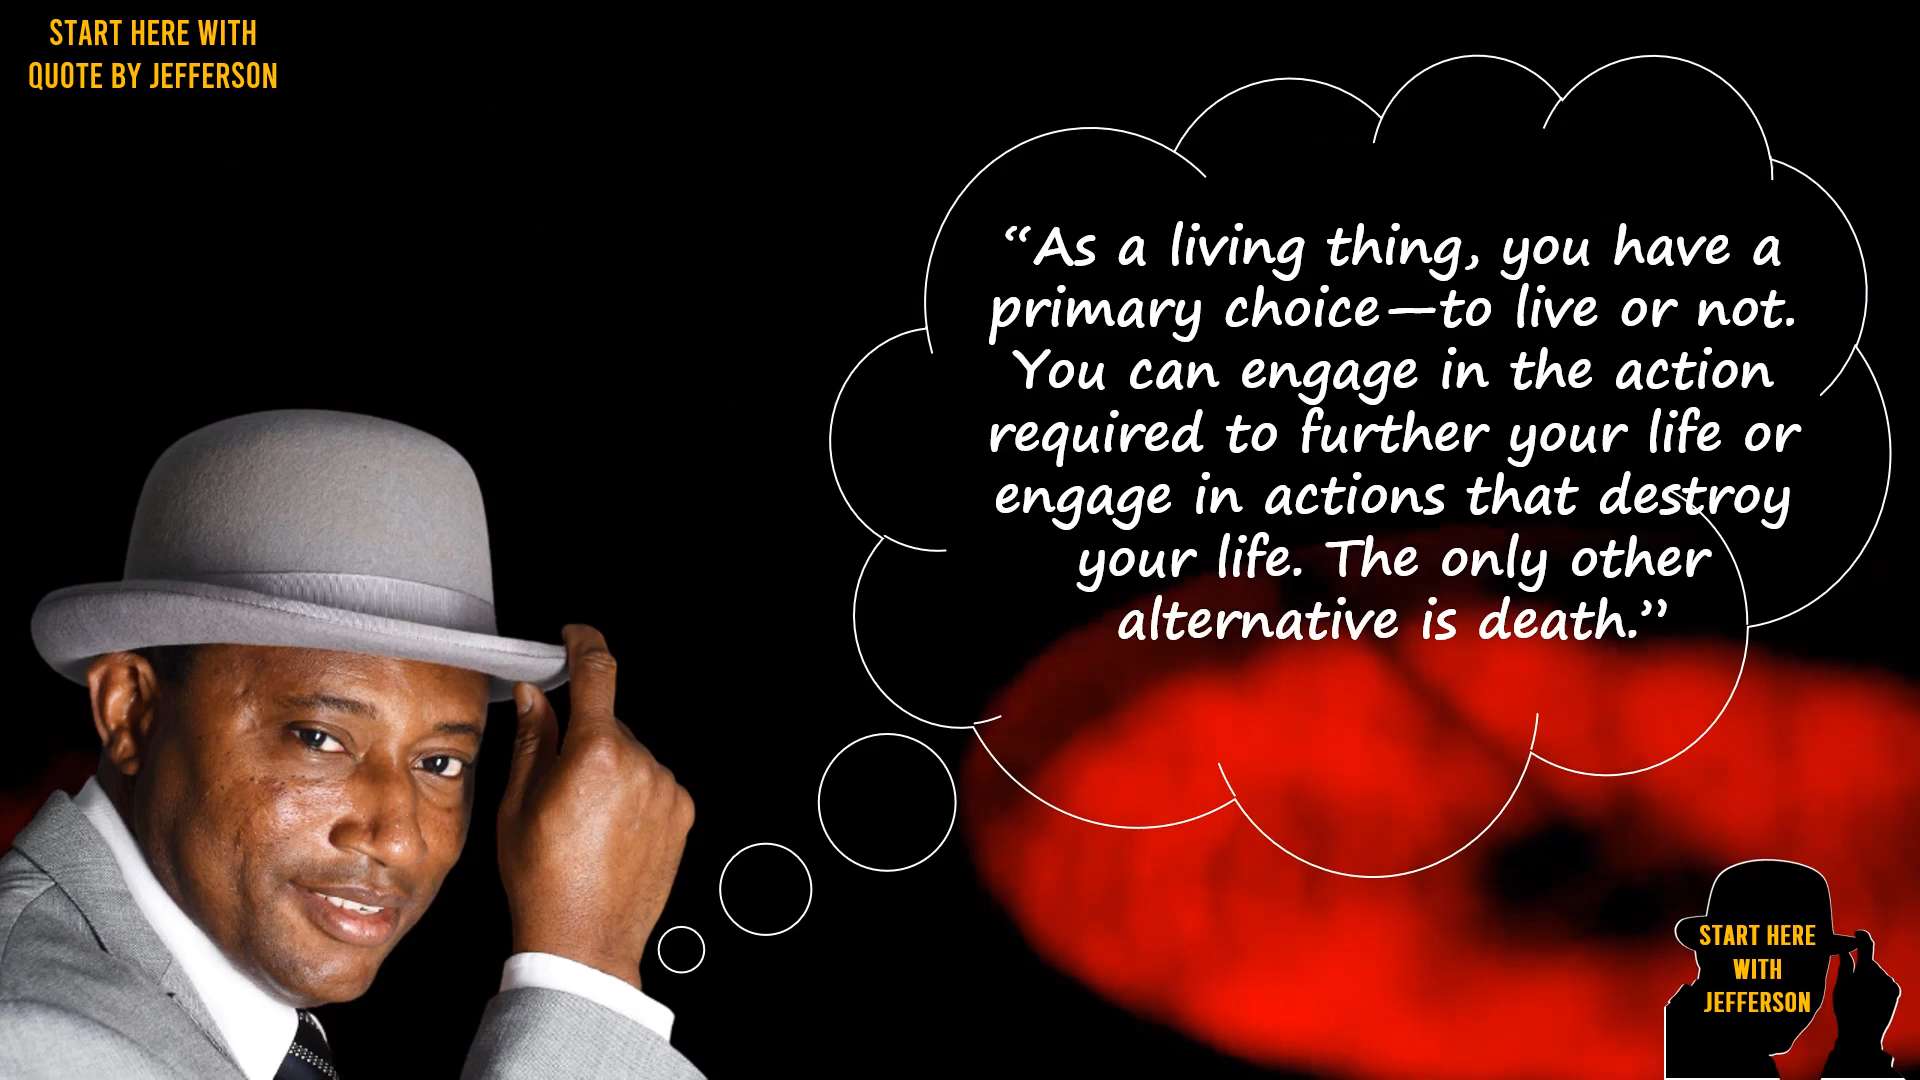 START HERE WITH
QUOTE BY JEFFERSON
“As a living thing, you have a
primary choice—to live or not.
You can engage in the action
required to further your life or
engage in actions that destroy
your life. The only other
alternative is death.”
START HERE
WITH
JEFFERSON